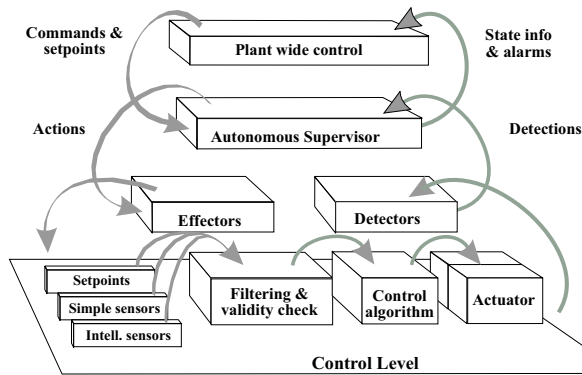 Commands &
setpoints
Plant wide control
State info
& alarms
Actions
Autonomous Supervisor
Detections
Effectors
Detectors
Setpoints
Simple sensors
Intell. sensors
Filtering &
validity check
Control
algorithm
Actuator
Control Level